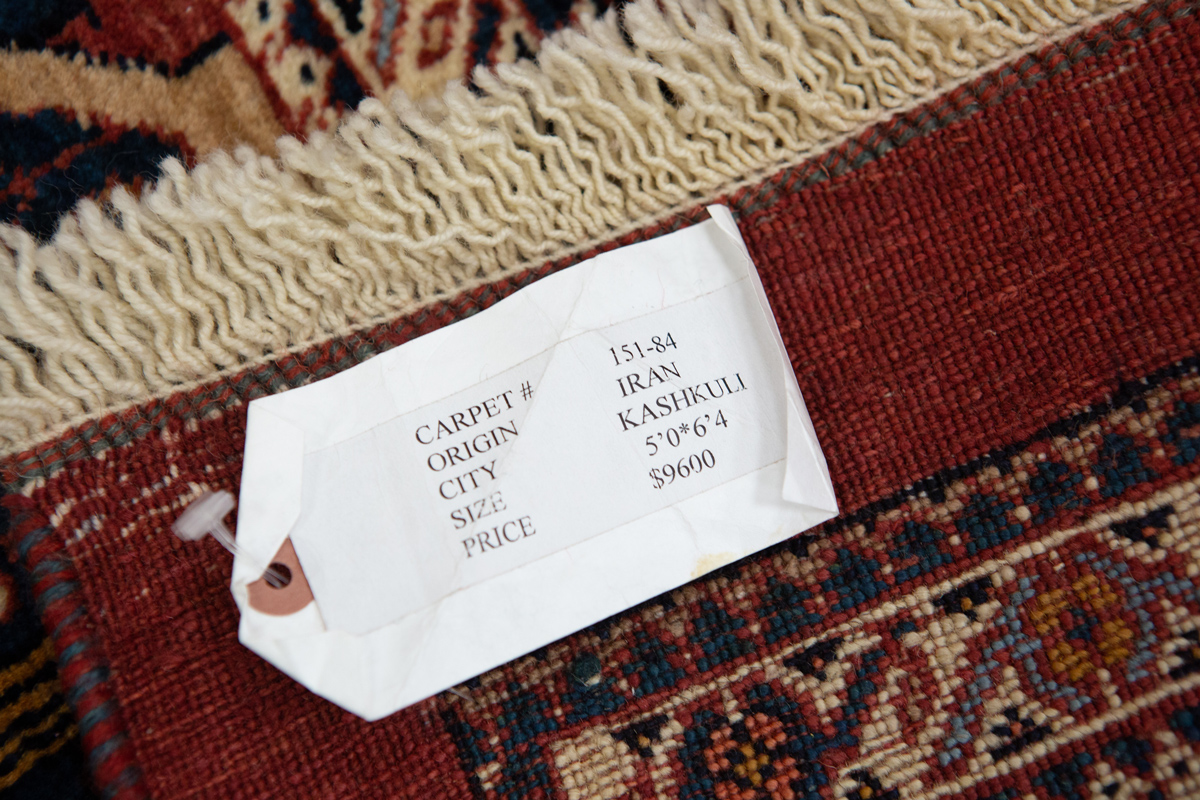 CARPET # 151-84
ORIGIN IRAN
CITY KASHKULI
SIZE 5'0*6'4
PRICE $9600